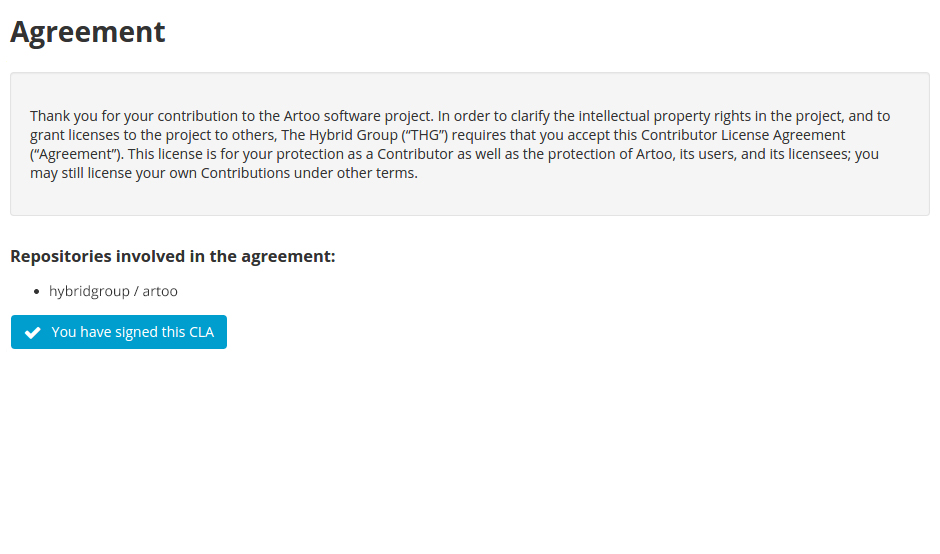 Agreement
Thank you for your contribution to the Artoo software project. In order to clarify the intellectual property rights in the project, and to
grant licenses to the project to others, The Hybrid Group (“THG”) requires that you accept this Contributor License Agreement
(“Agreement”). This license is for your protection as a Contributor as well as the protection of Artoo, its users, and its licensees; you
may still license your own Contributions under other terms.
Repositories involved in the agreement:
• hybridgroup / artoo
You have signed this CLA